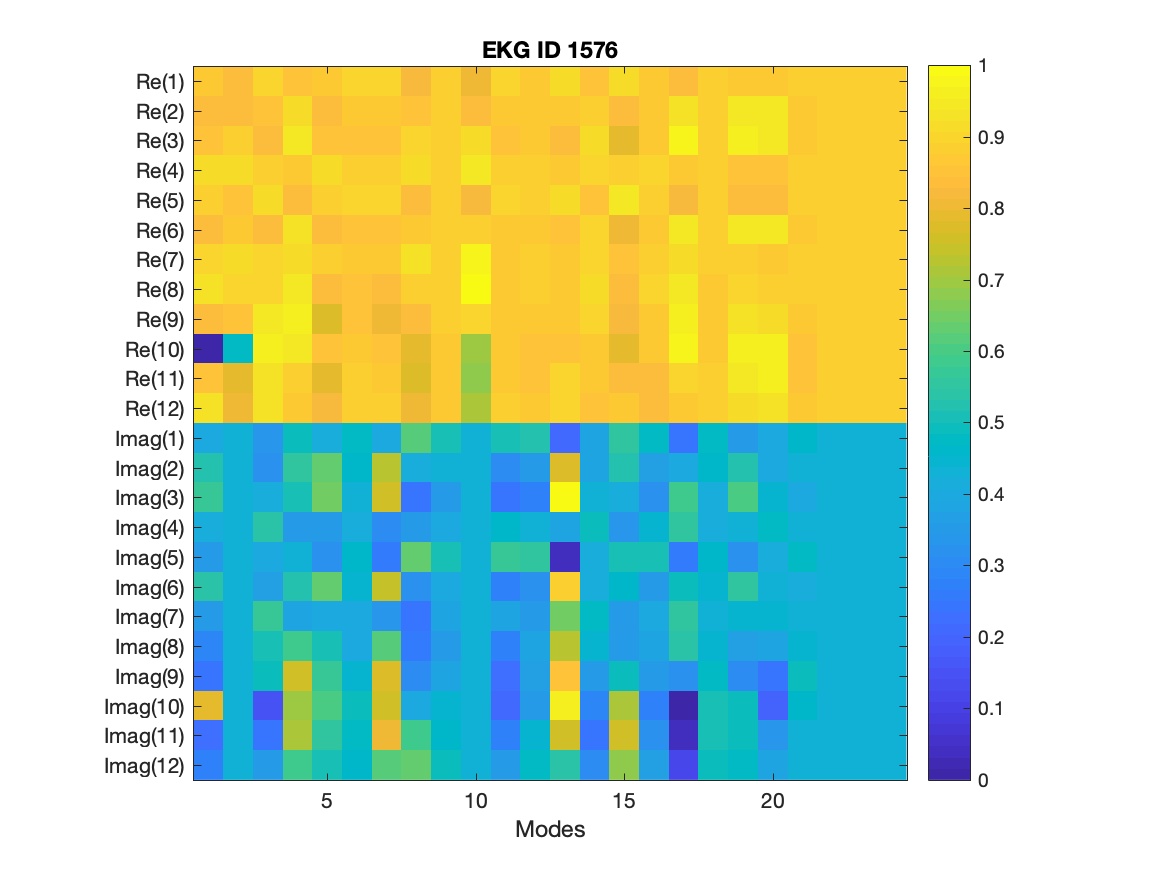 EKG ID 1576
Re(1)
Re(2)
Re(3)
Re(4)
Re(5)
Re(6)
Re(7)
Re(8)
Re(9)
Re(10)
Re(11)
Re(12)
Imag(1)
Imag(2)
Imag(3)
Imag(4)
Imag(5)
Imag(6)
Imag(7)
Imag(8)
Imag(9)
Imag(10)
Imag(11)
Imag(12)
5 10 15 20
Modes
1
0.9
0.8
0.7
0.6
0.5
0.4
0.3
0.2
0.1
0